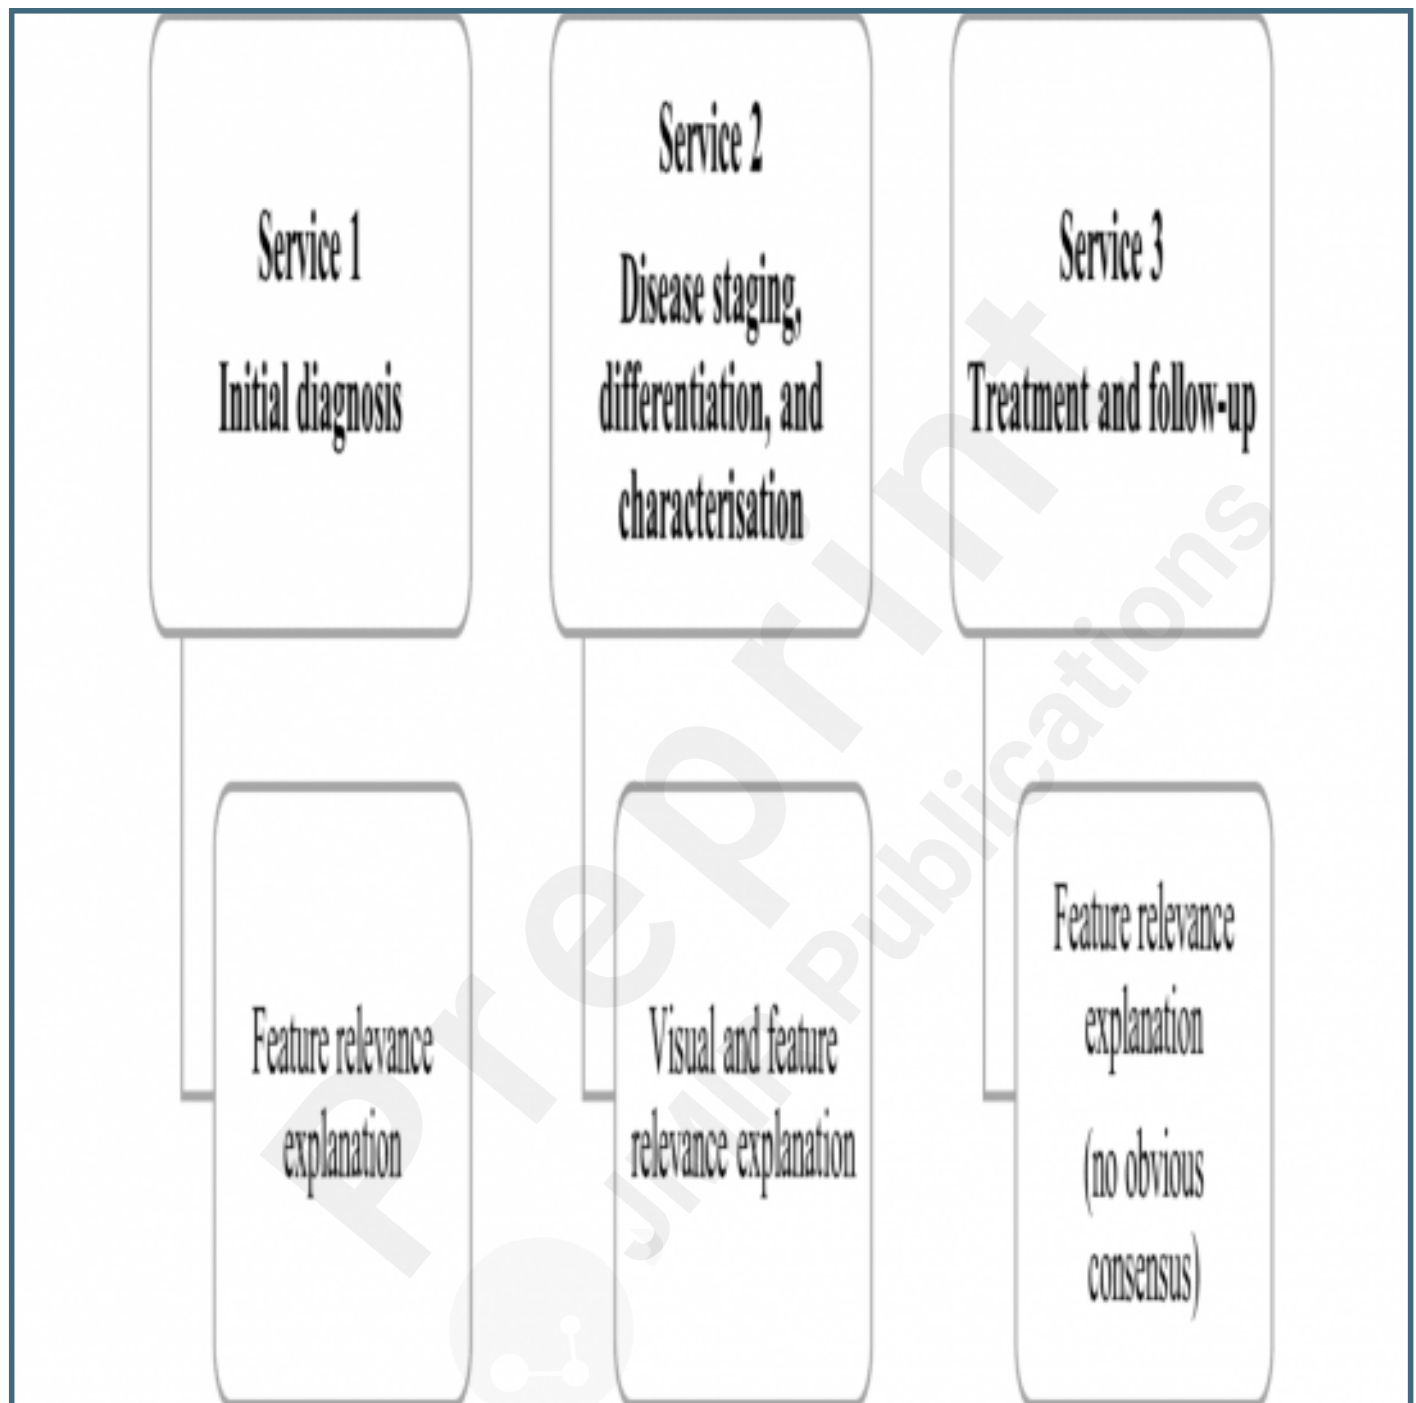 Service 1
Initial diagnosis
Service 2
Disease staging,
differentiation, and
characterisation
Service 3
Treatment and follow-up
Feature relevance
explanation
Visual and feature
relevance explanation
Feature relevance
explanation
(no obvious
consensus)
Preprint
JMIR Publications